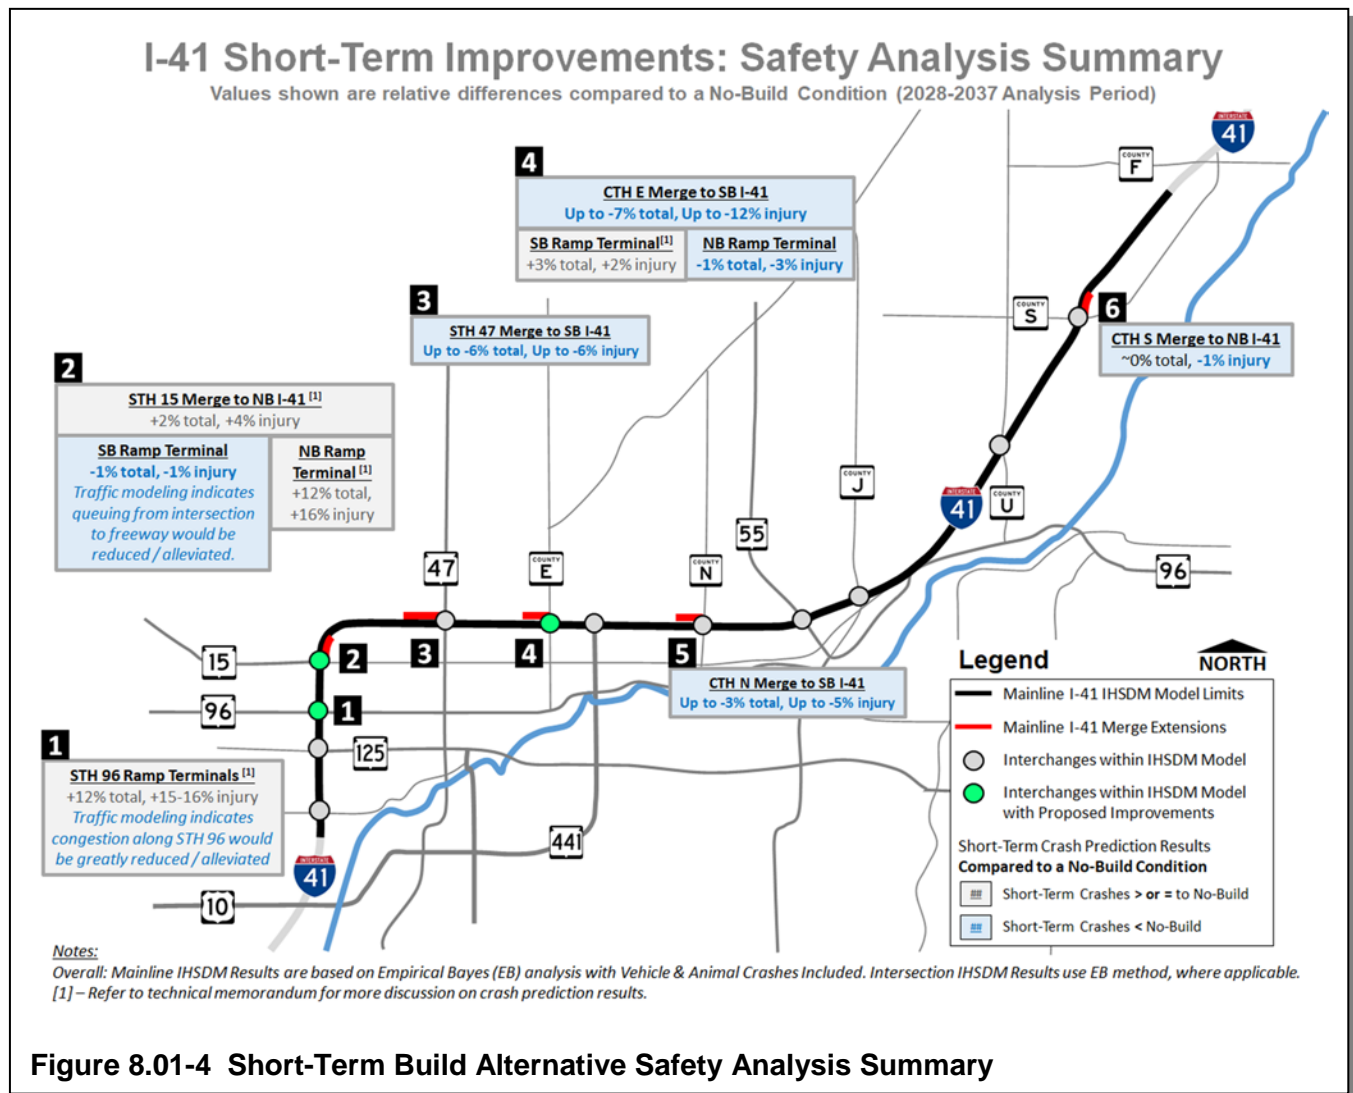 I-41 Short-Term Improvements: Safety Analysis Summary
Values shown are relative differences compared to a No-Build Condition (2028-2037 Analysis Period)
INTERSTATE
41
COUNTY
F
4
CTH E Merge to SB I-41
Up to -7% total, Up to -12% injury
SB Ramp Terminal[1]
+3% total, +2% injury
NB Ramp Terminal
-1% total, -3% injury
3
STH 47 Merge to SB I-41
Up to -6% total, Up to -6% injury
COUNTY
S
6
CTH S Merge to NB I-41
~0% total, -1% injury
2
STH 15 Merge to NB I-41 [1]
+2% total, +4% injury
SB Ramp Terminal
-1% total, -1% injury
Traffic modeling indicates
queuing from intersection
to freeway would be
reduced / alleviated.
NB Ramp
Terminal [1]
+12% total,
+16% injury
COUNTY
J
INTERSTATE
41
COUNTY
U
55
47
COUNTY
E
COUNTY
N
96
15
2
3
4
5
CTH N Merge to SB I-41
Up to -3% total, Up to -5% injury
96
1
125
1
STH 96 Ramp Terminals [1]
+12% total, +15-16% injury
Traffic modeling indicates
congestion along STH 96 would
be greatly reduced / alleviated
441
INTERSTATE
41
10
Legend
NORTH
Mainline I-41 IHSDM Model Limits
Mainline I-41 Merge Extensions
Interchanges within IHSDM Model
Interchanges within IHSDM Model
with Proposed Improvements
Short-Term Crash Prediction Results
Compared to a No-Build Condition
## Short-Term Crashes > or = to No-Build
## Short-Term Crashes < No-Build
Notes:
Overall: Mainline IHSDM Results are based on Empirical Bayes (EB) analysis with Vehicle & Animal Crashes Included. Intersection IHSDM Results use EB method, where applicable.
[1] – Refer to technical memorandum for more discussion on crash prediction results.
Figure 8.01-4 Short-Term Build Alternative Safety Analysis Summary